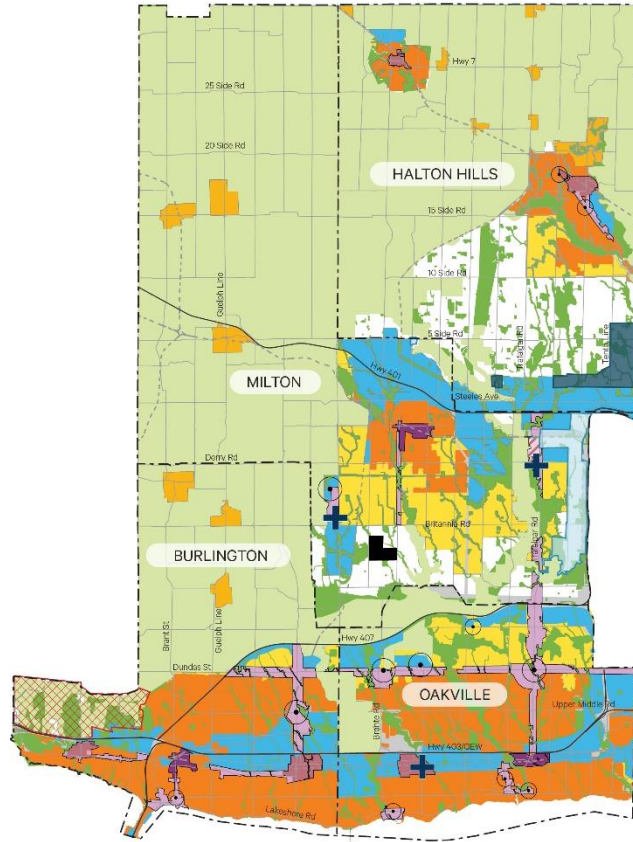 Hwy 7
25 Side Rd
20 Side Rd
HALTON HILLS
15 Side Rd
10 Side Rd
Guelph Line
5 Side Rd
Trafalgar Rd
Tenth Line
Hwy 401
MILTON
Steeles Ave
Derry Rd
Britannia Rd
Trafalgar Rd
BURLINGTON
Brant St
Guelph Line
Hwy 407
Dundas St
OAKVILLE
Bronte Rd
Upper Middle Rd
Hwy 403/QEW
Lakeshore Rd